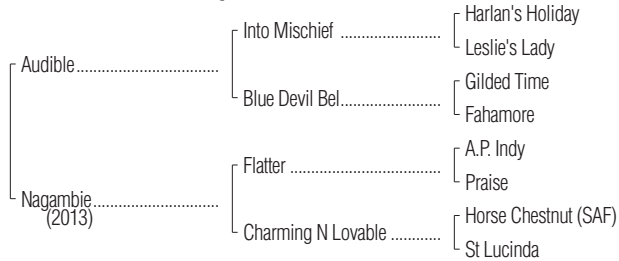 Harlan's Holiday
Into Mischief ....................
Leslie's Lady
Audible.............................
Gilded Time
Blue Devil Bel....................
Fahamore
A.P. Indy
Flatter ..............................
Praise
Nagambie.........................
(2013)
Horse Chestnut (SAF)
Charming N Lovable ..........
St Lucinda